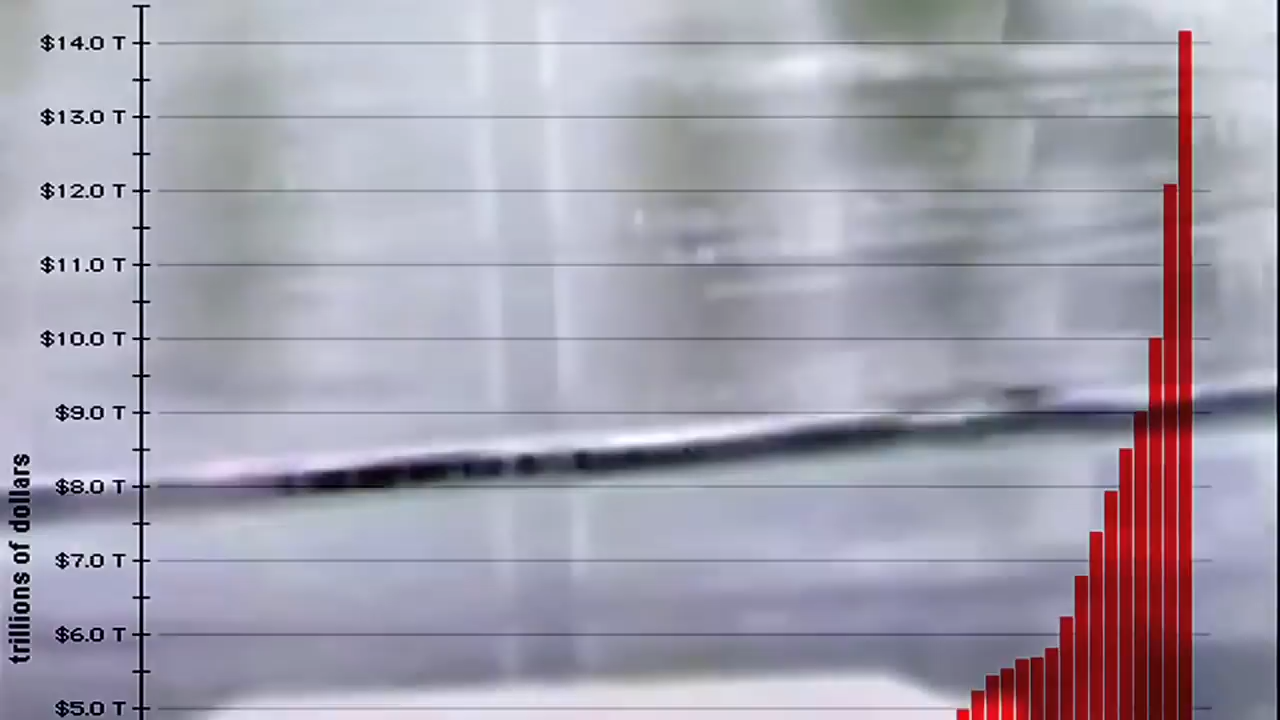 $14.0 T
$13.0 T
$12.0 T
$11.0 T
$10.0 T
$9.0 T
$8.0 T
$7.0 T
$6.0 T
$5.0 T
trillions of dollars